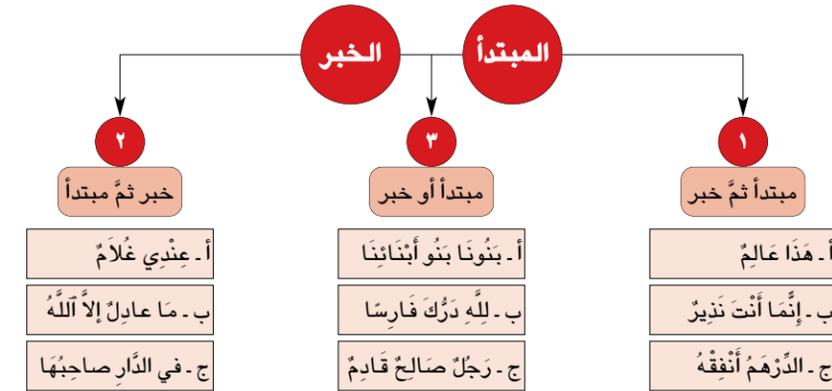 المبتدأ
الخبر
١
مبتدأ ثمَّ خبر
أ ـ هَذَا عَالِمٌ
ب ـ إِنَّمَا أَنْتَ نَذِيرٌ
ج ـ الدِّرْهَمُ أَنْفِقْهُ
٣
مبتدأ أو خبر
أ ـ بَنُونَا بَنُو أَبْنَائِنَا
ب ـ لِلَّهِ دَرُّكَ فَارِسًا
ج ـ رَجُلٌ صَالِحٌ قَادِمٌ
٢
خبر ثمَّ مبتدأ
أ ـ عِنْدِي غُلَامٌ
ب ـ مَا عادِلٌ إلاَّ ٱللَّهُ
ج ـ في الدَّارِ صاحِبُهَا